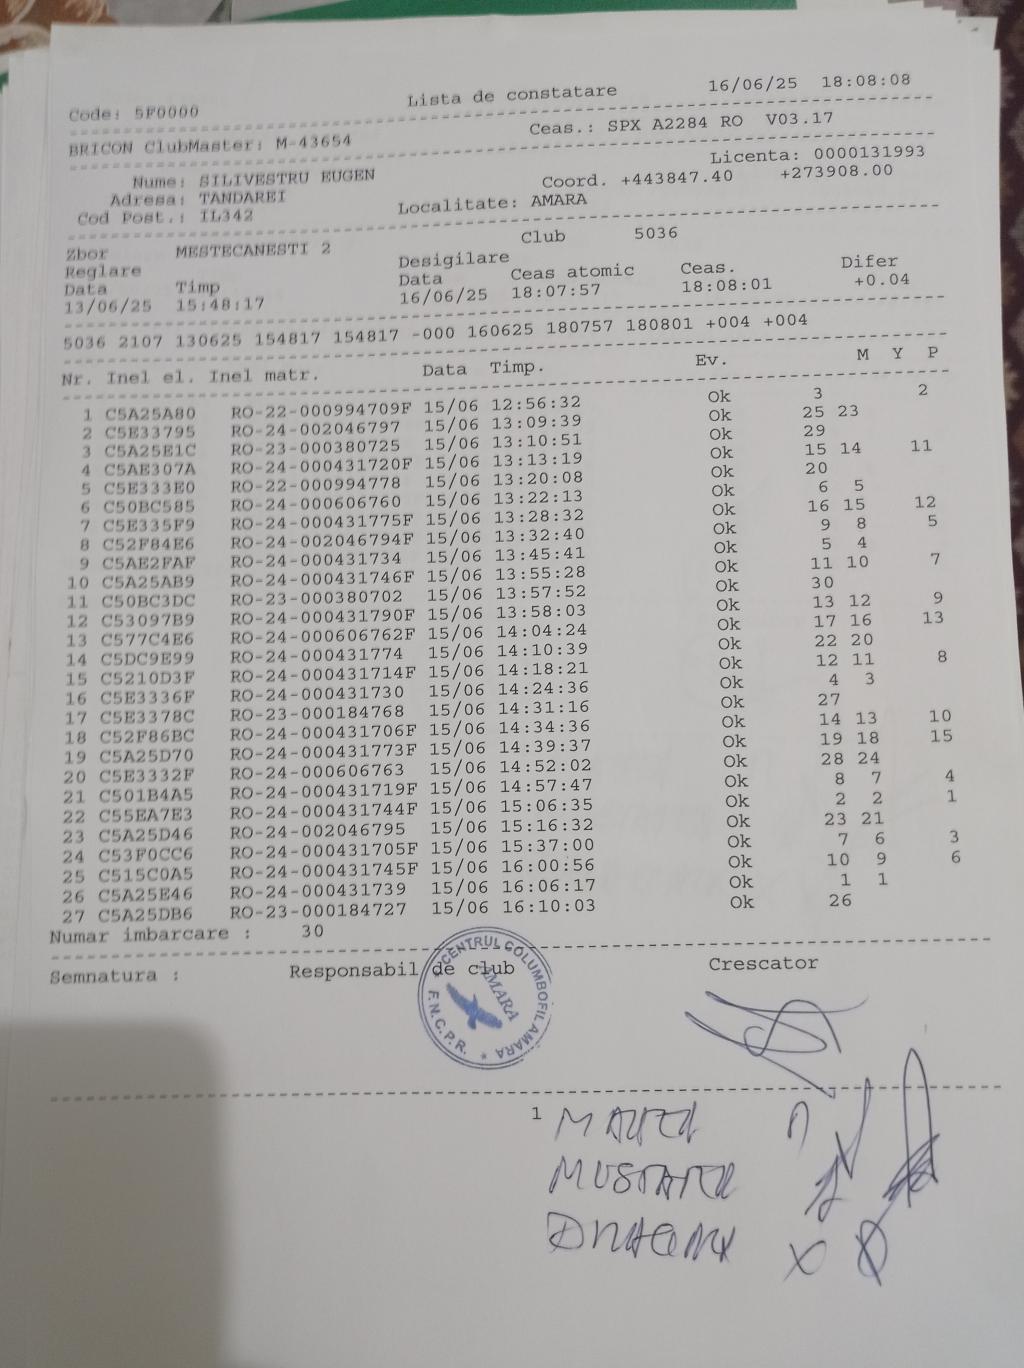 Code: 5F0000 Lista de constatare 16/06/25 18:08:08
BRICON ClubMaster: M-43654 Ceas.: SPX A2284 RO V03.17
Licenta: 0000131993
Nume: SILIVESTRU EUGEN Coord. +443847.40 +273908.00
Adresa: TANDAREI
Cod Post.: IL342 Localitate: AMARA
Club 5036
Zbor MESTECANESTI 2
Reglare Desigilare
Data Timp Data Ceas atomic Ceas. Difer
13/06/25 15:48:17 16/06/25 18:07:57 18:08:01 +0.04
5036 2107 130625 154817 154817 -000 160625 180757 180801 +004 +004
Nr. Inel el. Inel matr. Data Timp. Ev. M Y P
1 C5A25A80 RO-22-000994709F 15/06 12:56:32 Ok 3 2
2 C5E33795 RO-24-002046797 15/06 13:09:39 Ok 25 23
3 C5A25E1C RO-23-000380725 15/06 13:10:51 Ok 29
4 C5AE307A RO-24-000431720F 15/06 13:13:19 Ok 15 14 11
5 C5E333E0 RO-22-000994778 15/06 13:20:08 Ok 20
6 C50BC585 RO-24-000606760 15/06 13:22:13 Ok 6 5
7 C5E335F9 RO-24-000431775F 15/06 13:28:32 Ok 16 15 12
8 C52F84E6 RO-24-002046794F 15/06 13:32:40 Ok 9 8 5
9 C5AE2FAF RO-24-000431734 15/06 13:45:41 Ok 5 4
10 C5A25AB9 RO-24-000431746F 15/06 13:55:28 Ok 11 10 7
11 C50BC3DC RO-23-000380702 15/06 13:57:52 Ok 30
12 C53097B9 RO-24-000431790F 15/06 13:58:03 Ok 13 12 9
13 C577C4E6 RO-24-000606762F 15/06 14:04:24 Ok 17 16 13
14 C5DC9E99 RO-24-000431774 15/06 14:10:39 Ok 22 20
15 C5210D3F RO-24-000431714F 15/06 14:18:21 Ok 12 11 8
16 C5E3336F RO-24-000431730 15/06 14:24:36 Ok 4 3
17 C5E3378C RO-23-000184768 15/06 14:31:16 Ok 27
18 C52F86BC RO-24-000431706F 15/06 14:34:36 Ok 14 13 10
19 C5A25D70 RO-24-000431773F 15/06 14:39:37 Ok 19 18 15
20 C5E3332F RO-24-000606763 15/06 14:52:02 Ok 28 24
21 C501B4A5 RO-24-000431719F 15/06 14:57:47 Ok 8 7 4
22 C55EA7E3 RO-24-000431744F 15/06 15:06:35 Ok 2 2 1
23 C5A25D46 RO-24-002046795 15/06 15:16:32 Ok 23 21
24 C53F0CC6 RO-24-000431705F 15/06 15:37:00 Ok 7 6 3
25 C515C0A5 RO-24-000431745F 15/06 16:00:56 Ok 10 9 6
26 C5A25E46 RO-24-000431739 15/06 16:06:17 Ok 1 1
27 C5A25DB6 RO-23-000184727 15/06 16:10:03 Ok 26
Numar imbarcare : 30
Semnatura : Responsabil de club Crescator
CENTRUL COLUMBOFIL AMARA
AMARA
F.N.C.P.R.
1